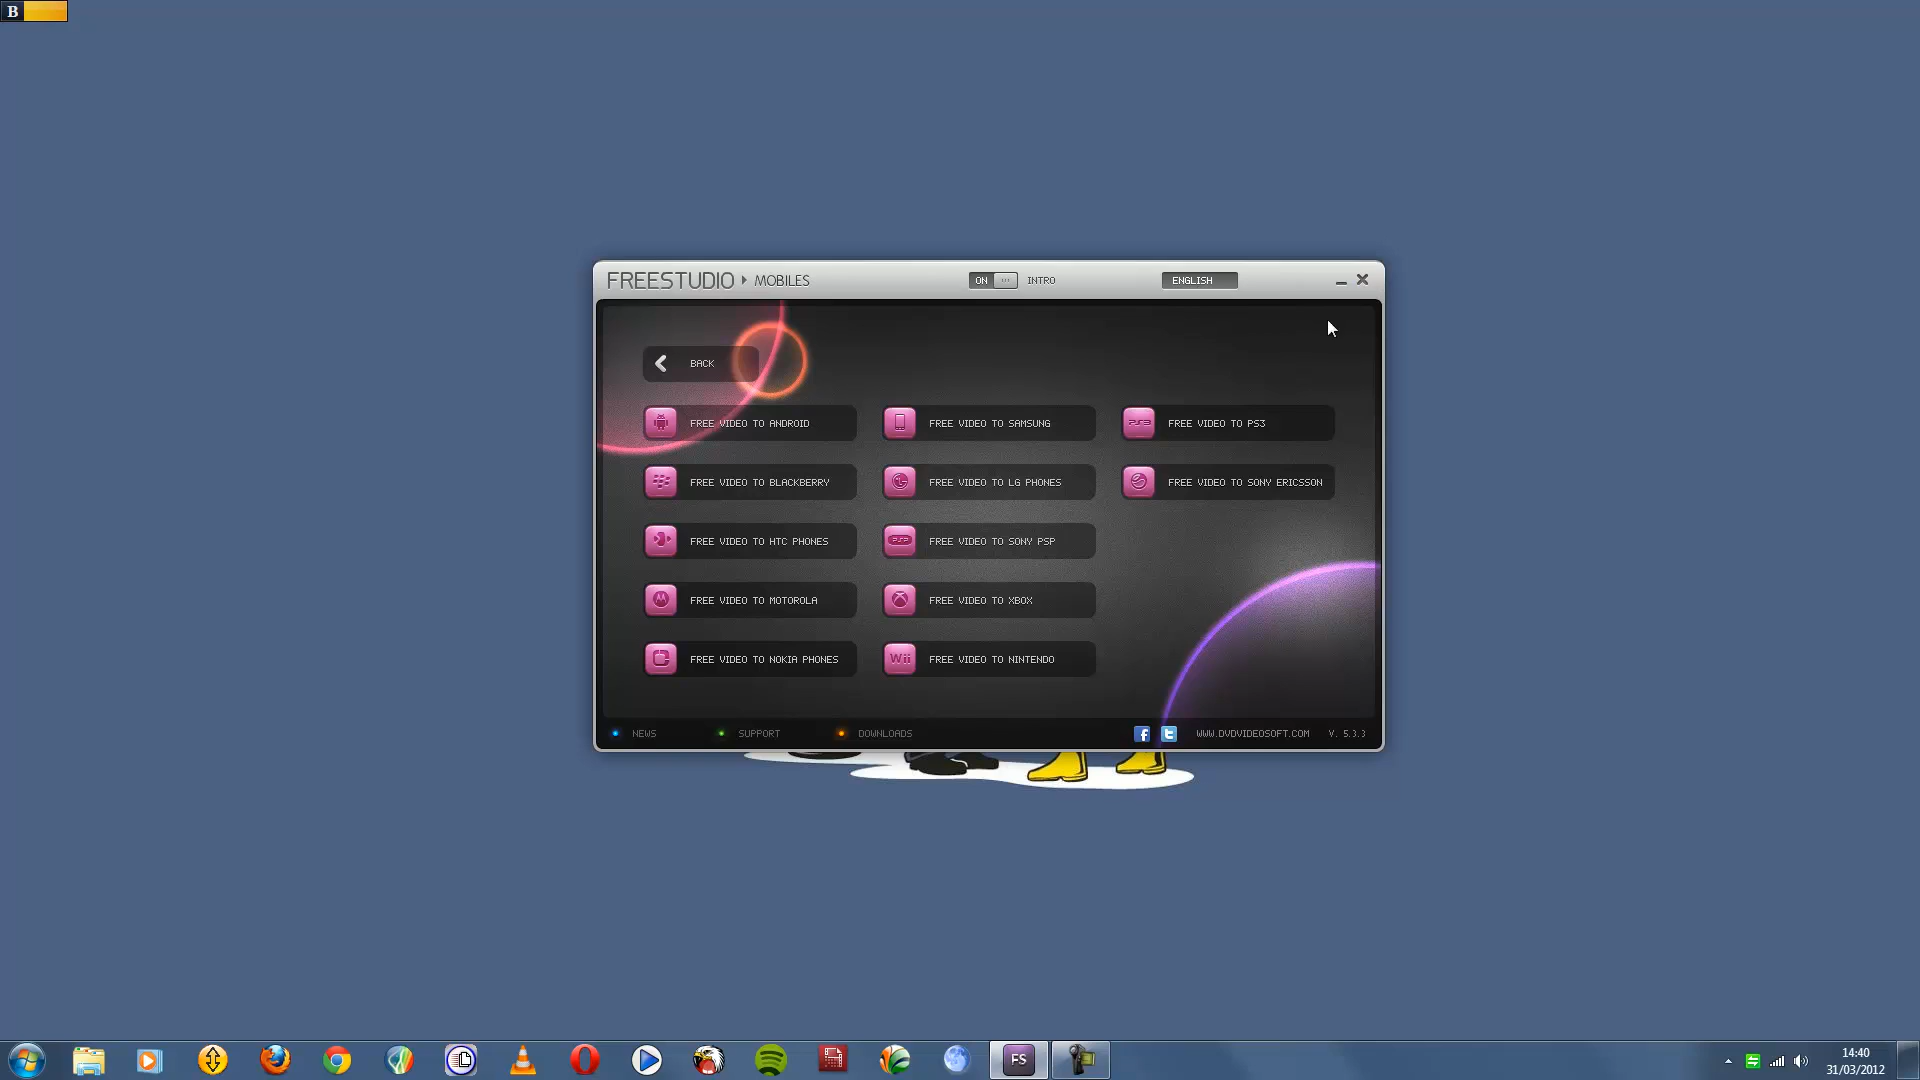 B
FREESTUDIO MOBILES
ON INTRO
ENGLISH
BACK
FREE VIDEO TO ANDROID
FREE VIDEO TO SAMSUNG
PS3 FREE VIDEO TO PS3
FREE VIDEO TO BLACKBERRY
LG FREE VIDEO TO LG PHONES
FREE VIDEO TO SONY ERICSSON
FREE VIDEO TO HTC PHONES
PSP FREE VIDEO TO SONY PSP
FREE VIDEO TO MOTOROLA
FREE VIDEO TO XBOX
FREE VIDEO TO NOKIA PHONES
Wii FREE VIDEO TO NINTENDO
NEWS
SUPPORT
DOWNLOADS
f t WWW.DVDVIDEOSOFT.COM V. 5.3.3
FS
14:40
31/03/2012